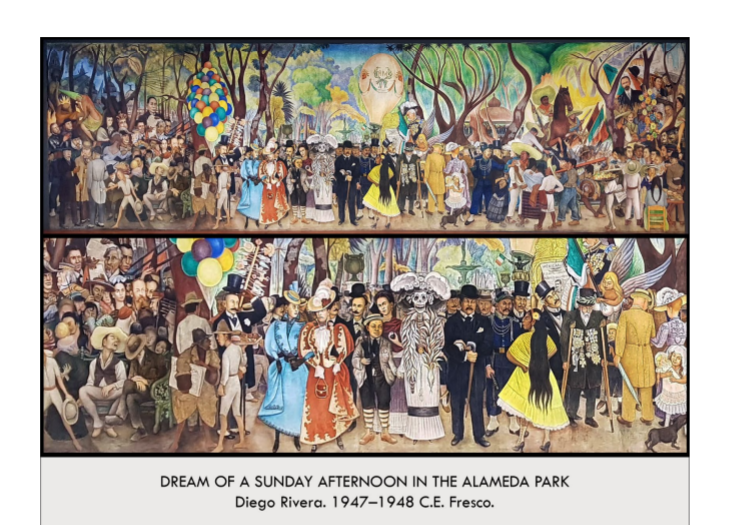 DREAM OF A SUNDAY AFTERNOON IN THE ALAMEDA PARK
Diego Rivera. 1947–1948 C.E. Fresco.